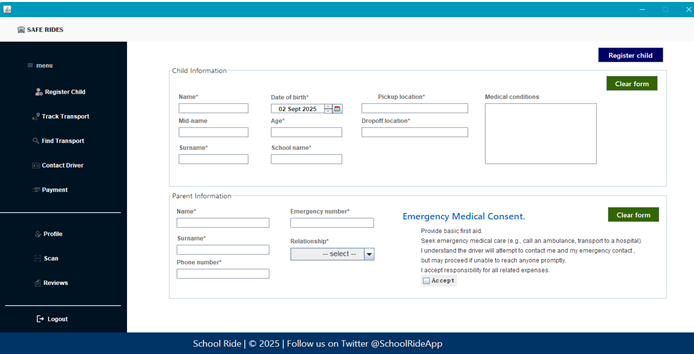 SAFE RIDES
menu
Register Child
Track Transport
Find Transport
Contact Driver
Payment
Profile
Scan
Reviews
Logout
Register child
Child Information
Clear form
Name*
Date of birth*
Pickup location*
Medical conditions
02 Sept 2025
Mid-name
Age*
Dropoff location*
Surname*
School name*
Parent Information
Clear form
Name*
Emergency number*
Emergency Medical Consent.
Surname*
Relationship*
-- select --
Phone number*
Provide basic first aid.
Seek emergency medical care (e.g., call an ambulance, transport to a hospital).
I understand the driver will attempt to contact me and my emergency contact ,
but may proceed if unable to reach anyone promptly.
I accept responsibility for all related expenses.
Accept
School Ride | © 2025 | Follow us on Twitter @SchoolRideApp